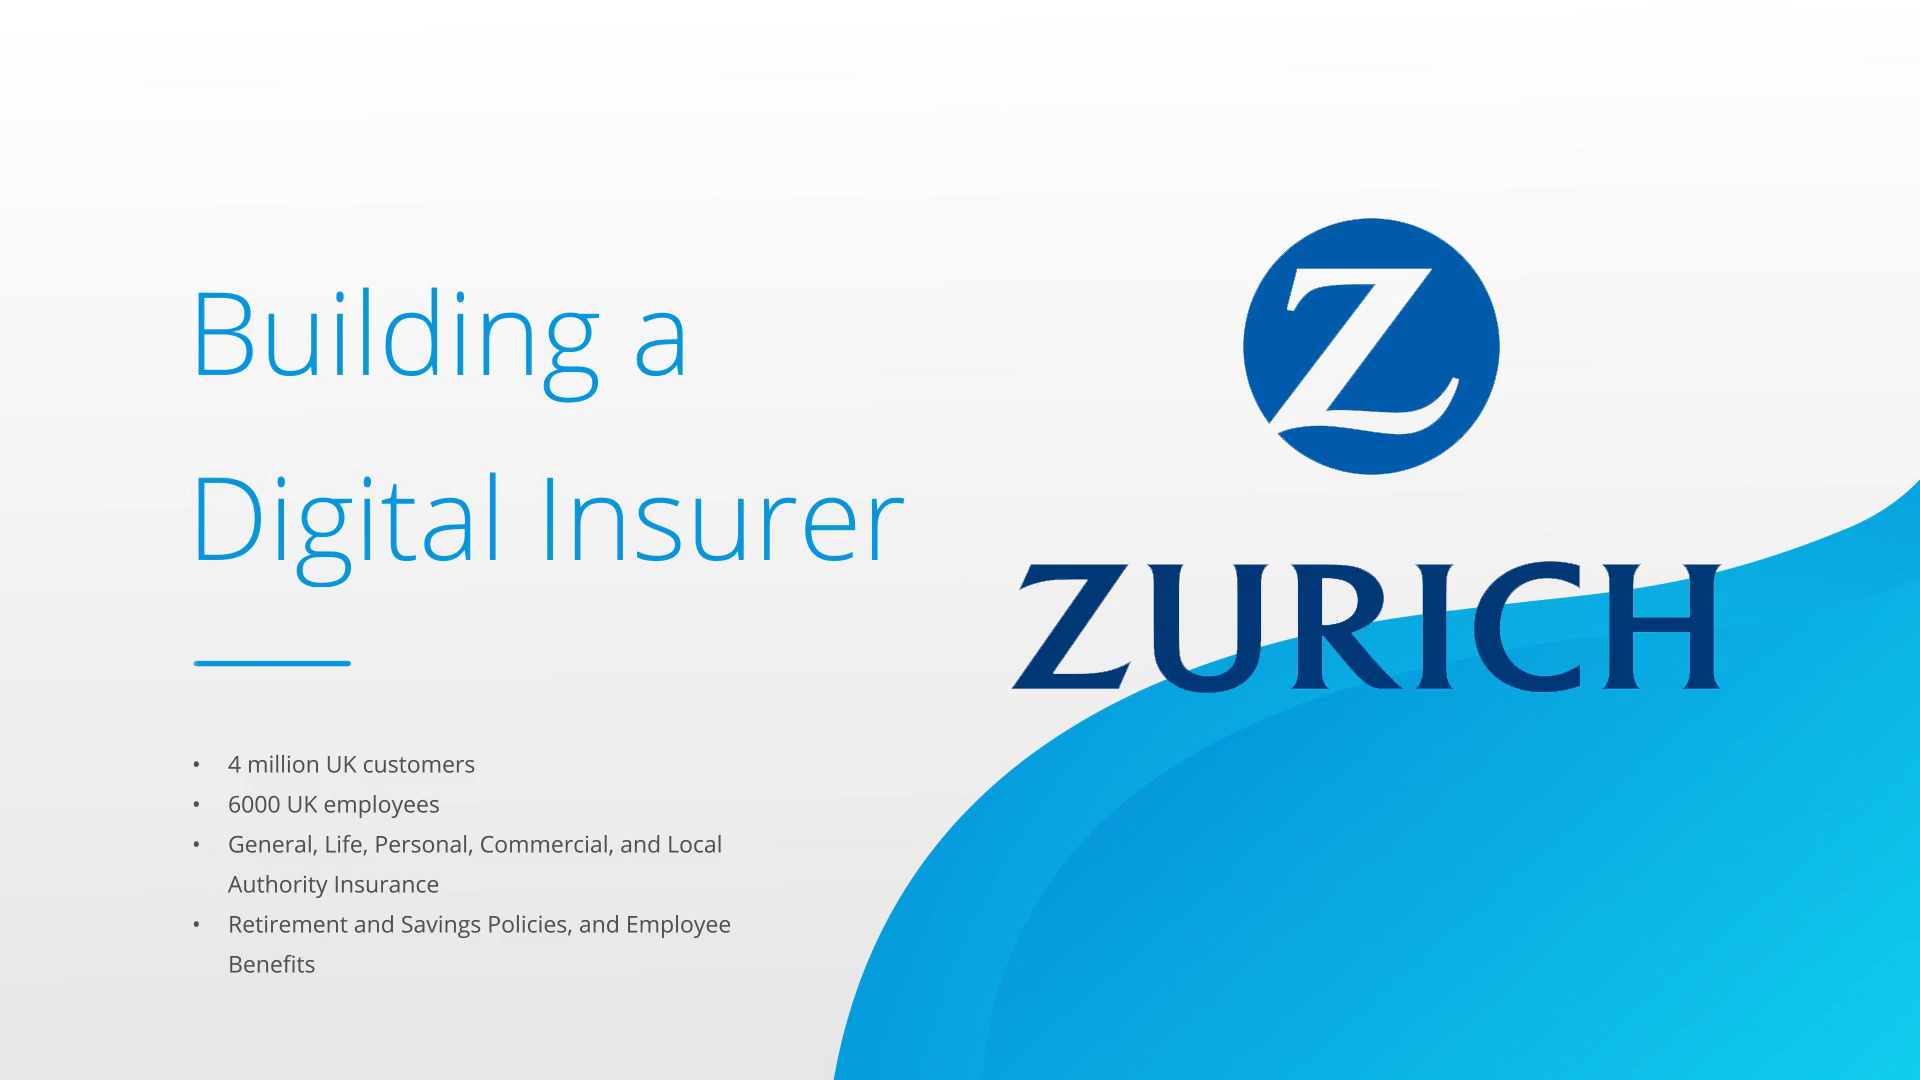 Building a
Digital Insurer
• 4 million UK customers
• 6000 UK employees
• General, Life, Personal, Commercial, and Local
Authority Insurance
• Retirement and Savings Policies, and Employee
Benefits
Z
ZURICH